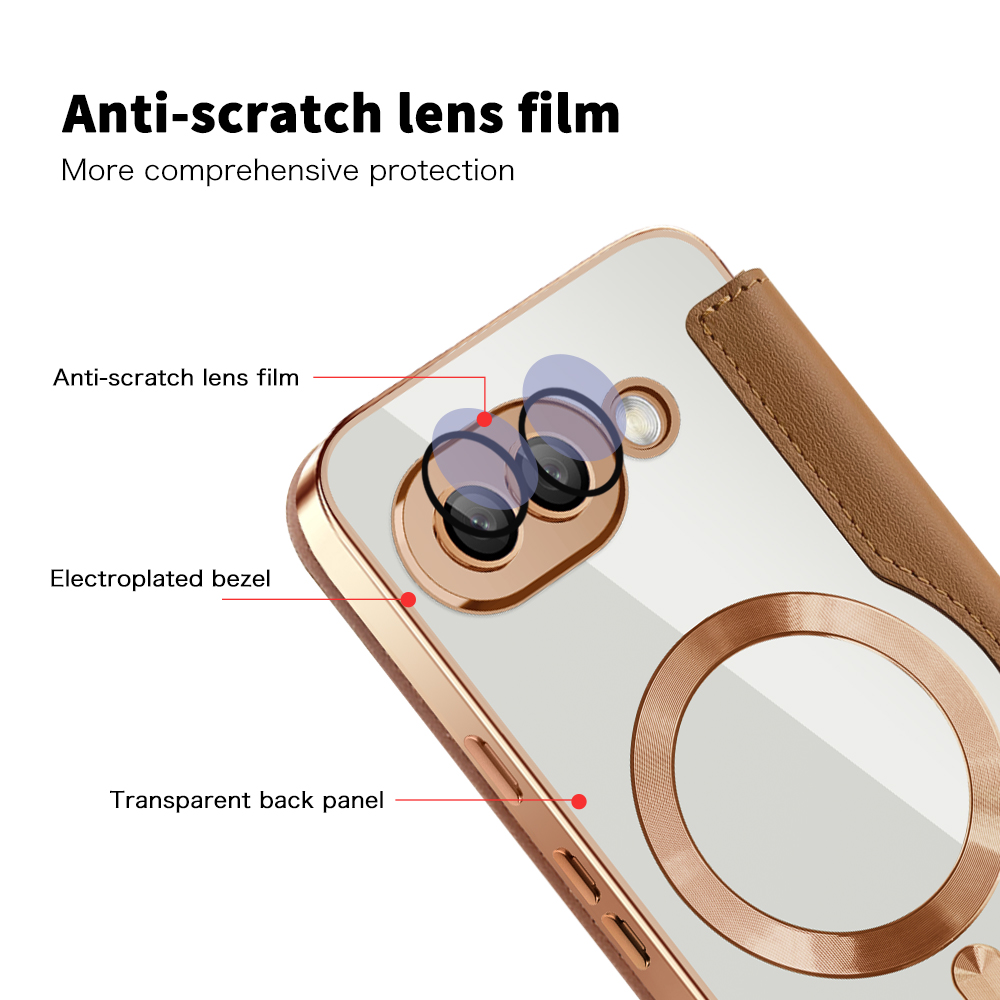 Anti-scratch lens film
More comprehensive protection
Anti-scratch lens film
Electroplated bezel
Transparent back panel